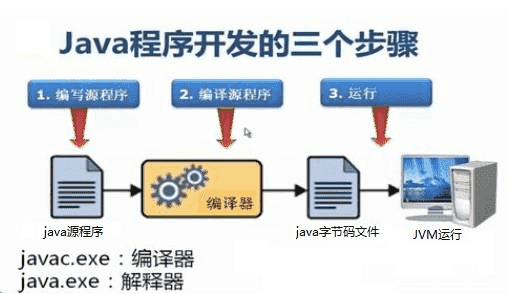 Java程序开发的三个步骤
1. 编写源程序
2. 编译源程序
3. 运行
编译器
java源程序
java字节码文件
JVM运行
javac.exe：编译器
java.exe：解释器